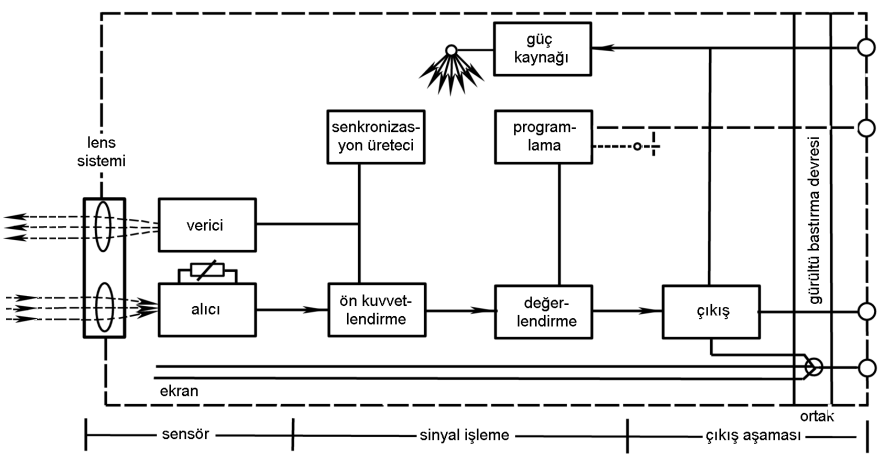 güç
kaynağı
senkronizas-
yon üreteci
program-
lama
lens
sistemi
gürültü bastırma devresi
verici
alıcı
ön kuvvet-
lendirme
değer-
lendirme
çıkış
ekran
ortak
sensör
sinyal işleme
çıkış aşaması